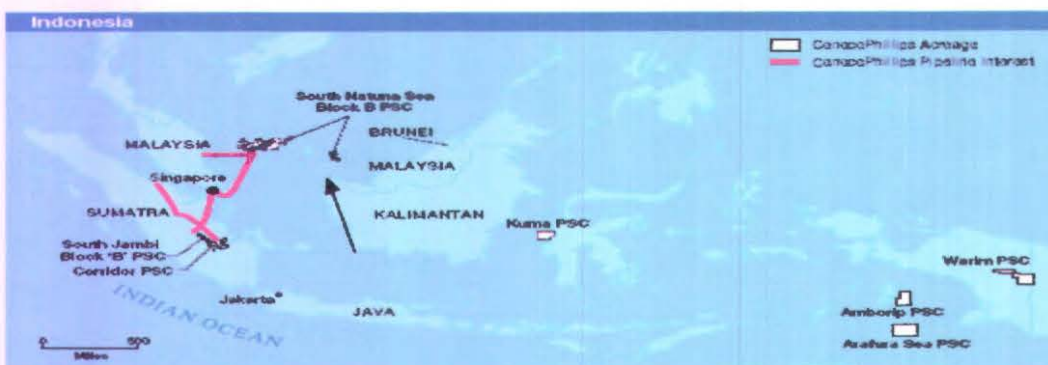 Indonesia
ConocoPhillips Acreage
ConocoPhillips Pipeline Interest
South Natuna Sea
Block B PSC
BRUNEI
MALAYSIA
MALAYSIA
Singapore
SUMATRA
KALIMANTAN
Kuma PSC
South Jambi
Block 'B' PSC
Corridor PSC
Warim PSC
Jakarta
JAVA
INDIAN OCEAN
Amborip PSC
Arafura Sea PSC
0 500
Miles